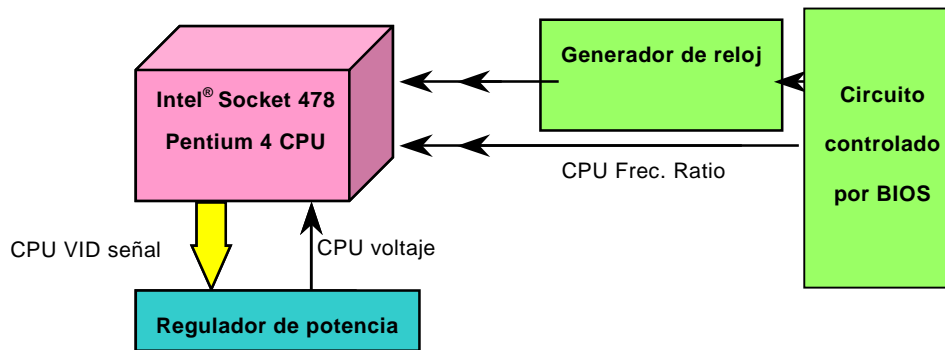 Intel® Socket 478
Pentium 4 CPU
Generador de reloj
Circuito
controlado
por BIOS
CPU Frec. Ratio
CPU VID señal
CPU voltaje
Regulador de potencia